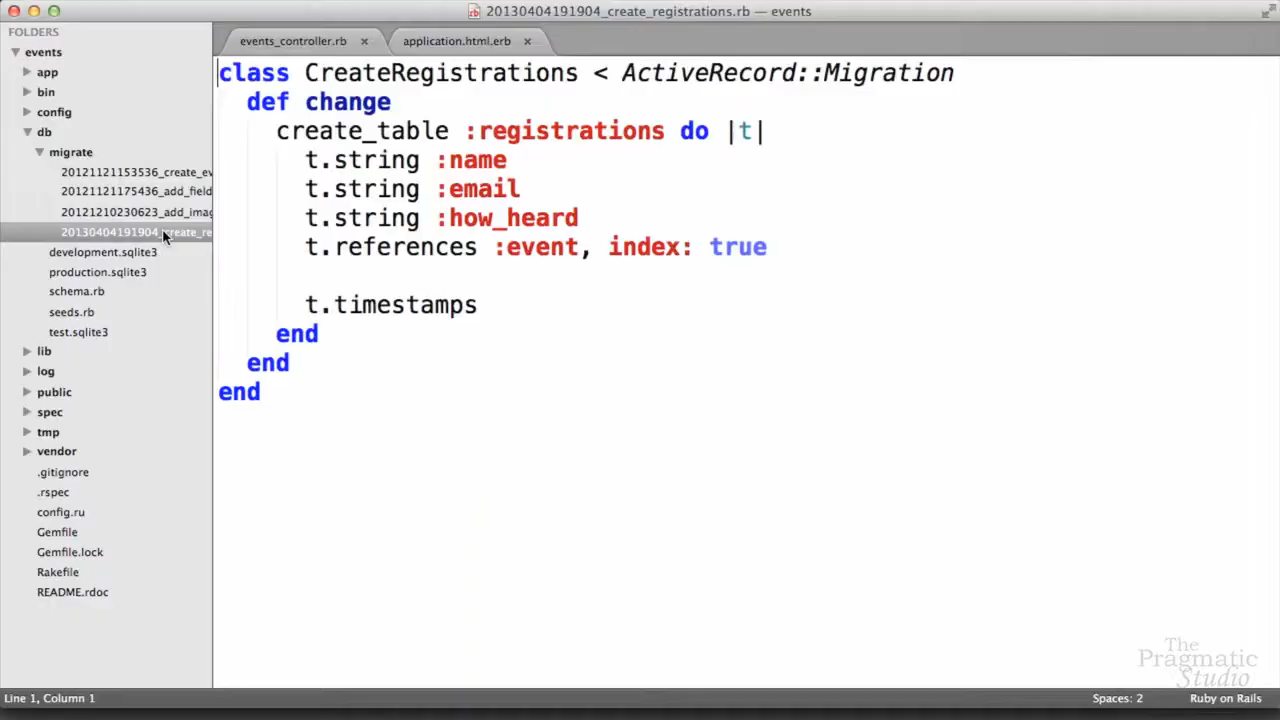 20130404191904_create_registrations.rb — events
FOLDERS
events
app
bin
config
db
migrate
20121121153536_create_ev
20121121175436_add_field
20121210230623_add_imag
20130404191904_create_re
development.sqlite3
production.sqlite3
schema.rb
seeds.rb
test.sqlite3
lib
log
public
spec
tmp
vendor
.gitignore
.rspec
config.ru
Gemfile
Gemfile.lock
Rakefile
README.rdoc
events_controller.rb × application.html.erb ×
class CreateRegistrations < ActiveRecord::Migration
def change
create_table :registrations do |t|
t.string :name
t.string :email
t.string :how_heard
t.references :event, index: true
t.timestamps
end
end
end
The
Pragmatic
Studio
Line 1, Column 1
Spaces: 2 Ruby on Rails